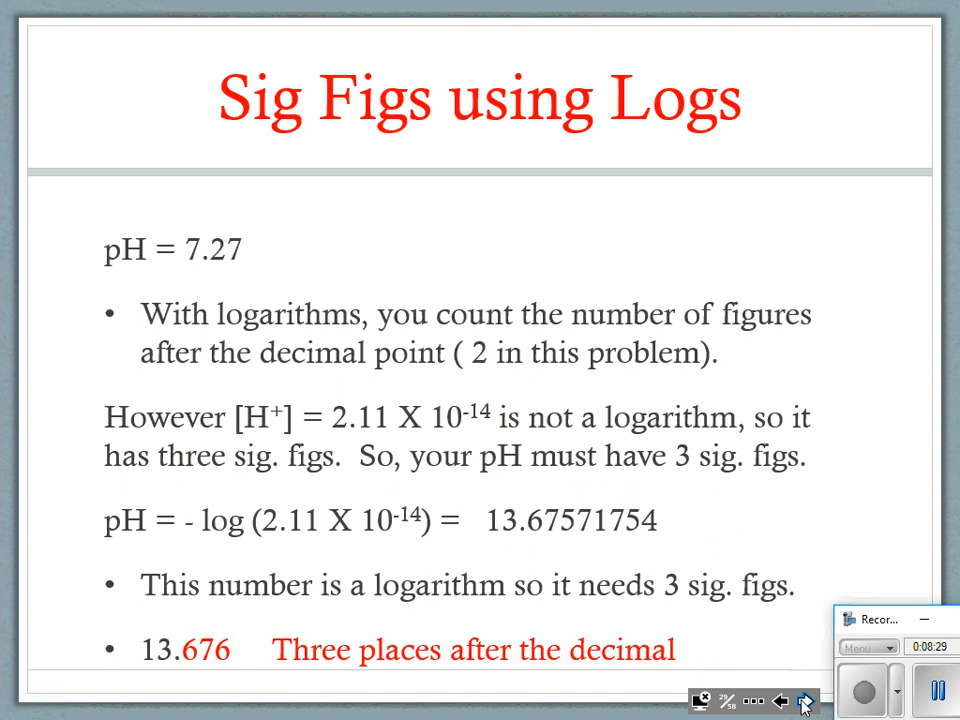 Sig Figs using Logs
pH = 7.27
• With logarithms, you count the number of figures
after the decimal point ( 2 in this problem).
However [H⁺] = 2.11 X 10⁻¹⁴ is not a logarithm, so it
has three sig. figs. So, your pH must have 3 sig. figs.
pH = - log (2.11 X 10⁻¹⁴) = 13.67571754
• This number is a logarithm so it needs 3 sig. figs.
• 13.676 Three places after the decimal
Recor...
Menu
0:08:29
29/58